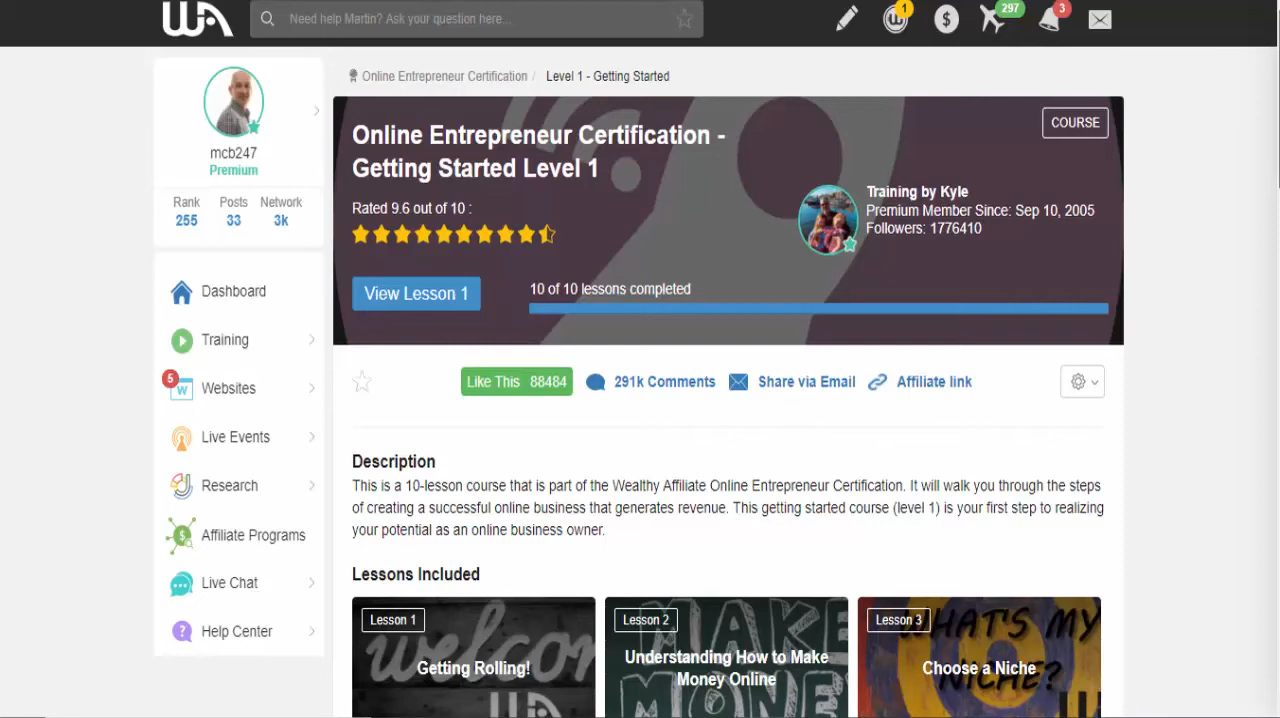 WA
Need help Martin? Ask your question here...
1
297
3
Online Entrepreneur Certification / Level 1 - Getting Started
mcb247
Premium
Rank Posts Network
255 33 3k
Dashboard
Training
5
Websites
Live Events
Research
Affiliate Programs
Live Chat
Help Center
Online Entrepreneur Certification -
Getting Started Level 1
COURSE
Rated 9.6 out of 10 :
Training by Kyle
Premium Member Since: Sep 10, 2005
Followers: 1776410
View Lesson 1
10 of 10 lessons completed
Like This 88484
291k Comments
Share via Email
Affiliate link
Description
This is a 10-lesson course that is part of the Wealthy Affiliate Online Entrepreneur Certification. It will walk you through the steps
of creating a successful online business that generates revenue. This getting started course (level 1) is your first step to realizing
your potential as an online business owner.
Lessons Included
Lesson 1
welcom
Getting Rolling!
Lesson 2
MAKE
MONEY
Understanding How to Make
Money Online
Lesson 3
WHAT'S MY
NICHE?
Choose a Niche